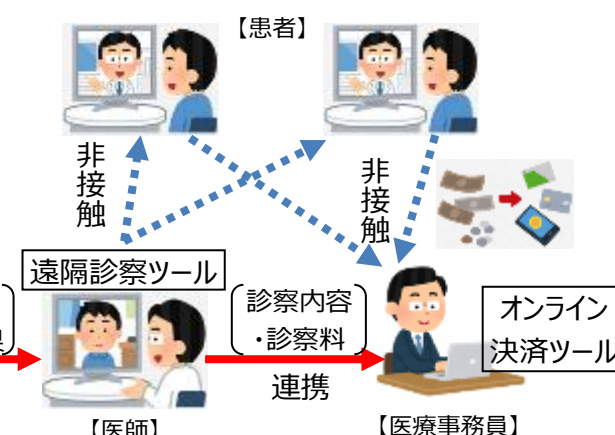 【患者】
非接触
非接触
遠隔診察ツール
診察内容
・診察料
連携
オンライン
決済ツール
【医師】
【医療事務員】